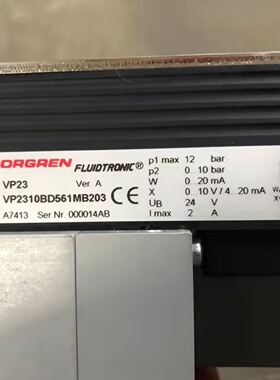 ORGREN FLUIDTRONIC®
VP23 Ver. A
VP2310BD561MB203 CE
A7413 Ser Nr. 000014AB
p1 max 12 bar
p2 0...10 bar
W 0...20 mA
X 0...10 V / 4...20 mA
UB 24 V
I max 2 A